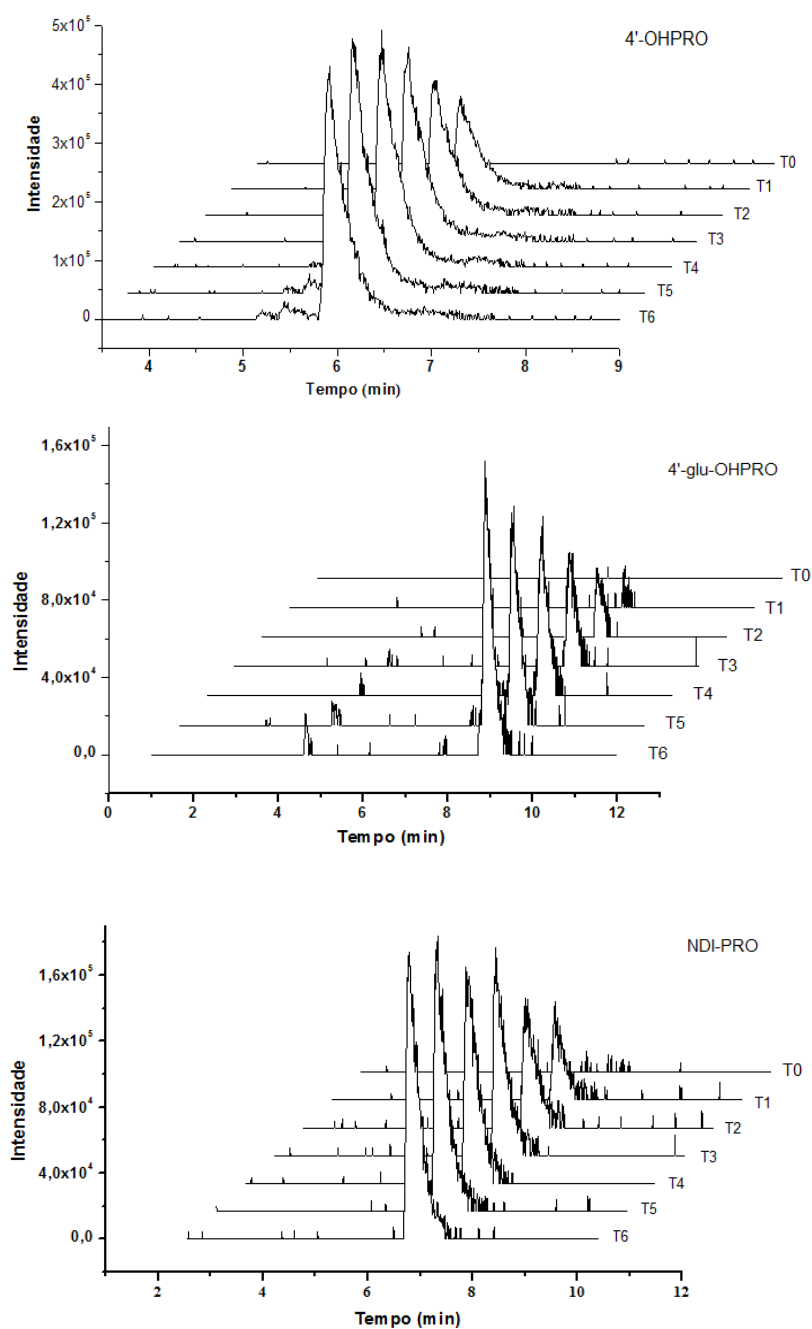 4'-OHPRO
5x10⁵
4x10⁵
3x10⁵
2x10⁵
1x10⁵
0
Intensidade
T0
T1
T2
T3
T4
T5
T6
4 5 6 7 8 9
Tempo (min)
4'-glu-OHPRO
1,6x10⁵
1,2x10⁵
8,0x10⁴
4,0x10⁴
0,0
Intensidade
T0
T1
T2
T3
T4
T5
T6
0 2 4 6 8 10 12
Tempo (min)
NDI-PRO
1,6x10⁵
1,2x10⁵
8,0x10⁴
4,0x10⁴
0,0
Intensidade
T0
T1
T2
T3
T4
T5
T6
2 4 6 8 10 12
Tempo (min)